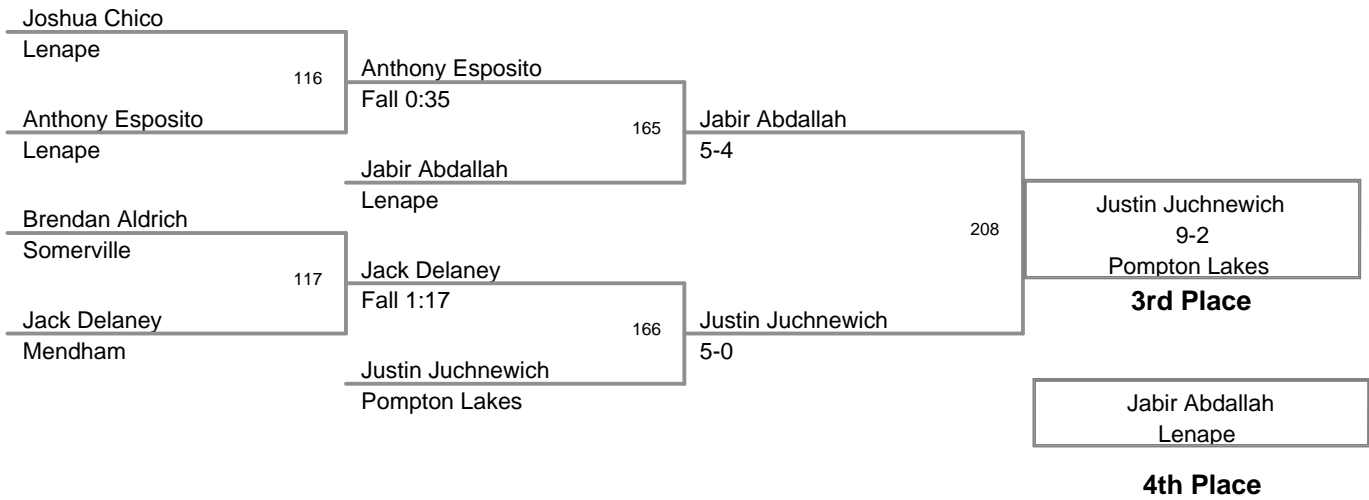 Joshua Chico
Lenape
116
Anthony Esposito
Fall 0:35
Anthony Esposito
Lenape
165
Jabir Abdallah
5-4
Jabir Abdallah
Lenape
Brendan Aldrich
Somerville
208
Justin Juchnewich
9-2
Pompton Lakes
3rd Place
117
Jack Delaney
Fall 1:17
Jack Delaney
Mendham
166
Justin Juchnewich
5-0
Justin Juchnewich
Pompton Lakes
Jabir Abdallah
Lenape
4th Place